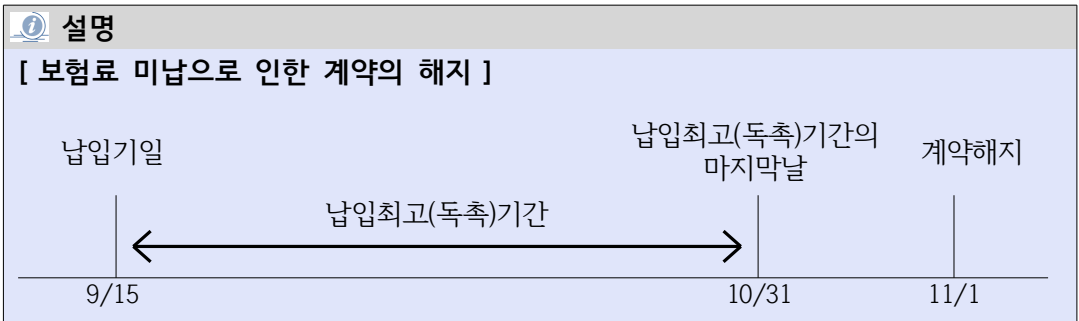 설명
[ 보험료 미납으로 인한 계약의 해지 ]
납입기일
납입최고(독촉)기간의
마지막날
계약해지
납입최고(독촉)기간
9/15
10/31
11/1